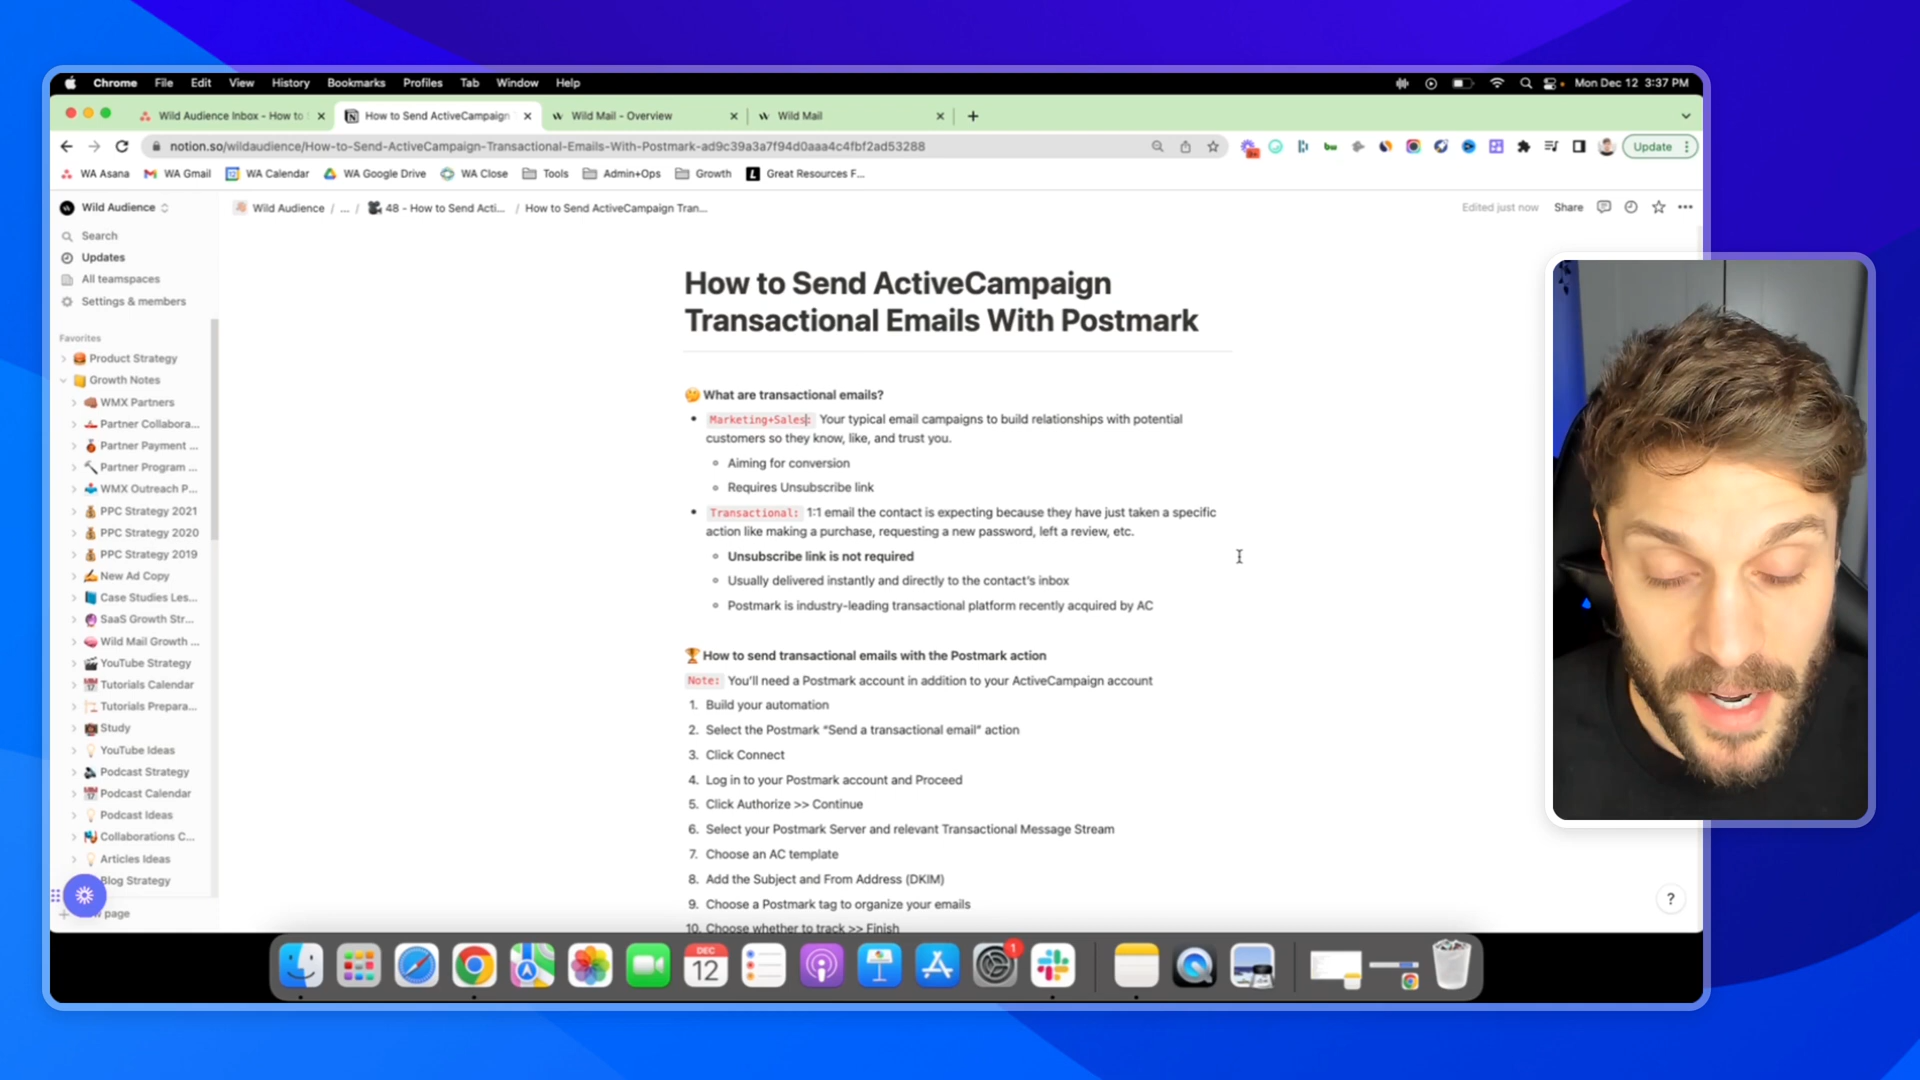 Chrome File Edit View History Bookmarks Profiles Tab Window Help Mon Dec 12 3:37 PM
Wild Audience Inbox - How to How to Send ActiveCampaign Wild Mail - Overview Wild Mail
notion.so/wildaudience/How-to-Send-ActiveCampaign-Transactional-Emails-With-Postmark-ad9c39a3a7f94d0aaa4c4fbf2ad53288 Update
WA Asana WA Gmail WA Calendar WA Google Drive WA Close Tools Admin+Ops Growth Great Resources F...
Wild Audience
Wild Audience / ... / 48 - How to Send Acti... / How to Send ActiveCampaign Tran... Edited just now Share
Search
Updates
All teamspaces
Settings & members
Favorites
Product Strategy
Growth Notes
WMX Partners
Partner Collabora...
Partner Payment ...
Partner Program ...
WMX Outreach P...
PPC Strategy 2021
PPC Strategy 2020
PPC Strategy 2019
New Ad Copy
Case Studies Les...
SaaS Growth Str...
Wild Mail Growth ...
YouTube Strategy
Tutorials Calendar
Tutorials Prepara...
Study
YouTube Ideas
Podcast Strategy
Podcast Calendar
Podcast Ideas
Collaborations C...
Articles Ideas
Blog Strategy
page
How to Send ActiveCampaign
Transactional Emails With Postmark
🤔 What are transactional emails?
• Marketing+Sales: Your typical email campaigns to build relationships with potential
customers so they know, like, and trust you.
◦ Aiming for conversion
◦ Requires Unsubscribe link
• Transactional: 1:1 email the contact is expecting because they have just taken a specific
action like making a purchase, requesting a new password, left a review, etc.
◦ Unsubscribe link is not required
◦ Usually delivered instantly and directly to the contact's inbox
◦ Postmark is industry-leading transactional platform recently acquired by AC
🏆 How to send transactional emails with the Postmark action
Note: You'll need a Postmark account in addition to your ActiveCampaign account
1. Build your automation
2. Select the Postmark "Send a transactional email" action
3. Click Connect
4. Log in to your Postmark account and Proceed
5. Click Authorize >> Continue
6. Select your Postmark Server and relevant Transactional Message Stream
7. Choose an AC template
8. Add the Subject and From Address (DKIM)
9. Choose a Postmark tag to organize your emails
10. Choose whether to track >> Finish
?
DEC
12
1